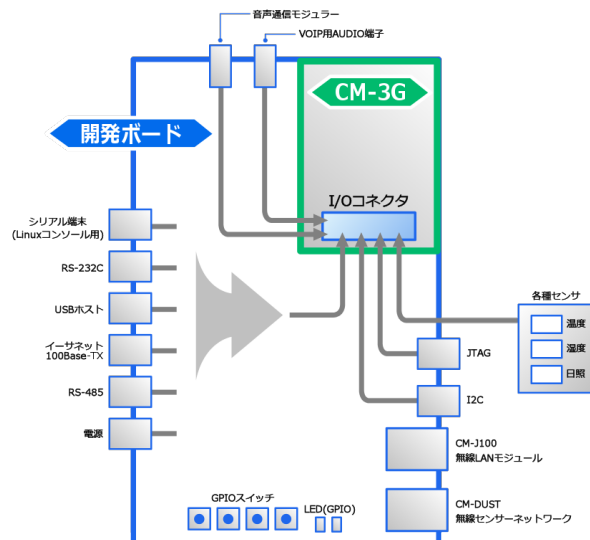 音声通信モジュラー
VOIP用AUDIO端子
CM-3G
開発ボード
I/Oコネクタ
シリアル端末
(Linuxコンソール用)
RS-232C
USBホスト
イーサネット
100Base-TX
RS-485
電源
各種センサ
温度
湿度
日照
JTAG
I2C
CM-J100
無線LANモジュール
CM-DUST
無線センサーネットワーク
GPIOスイッチ
LED(GPIO)